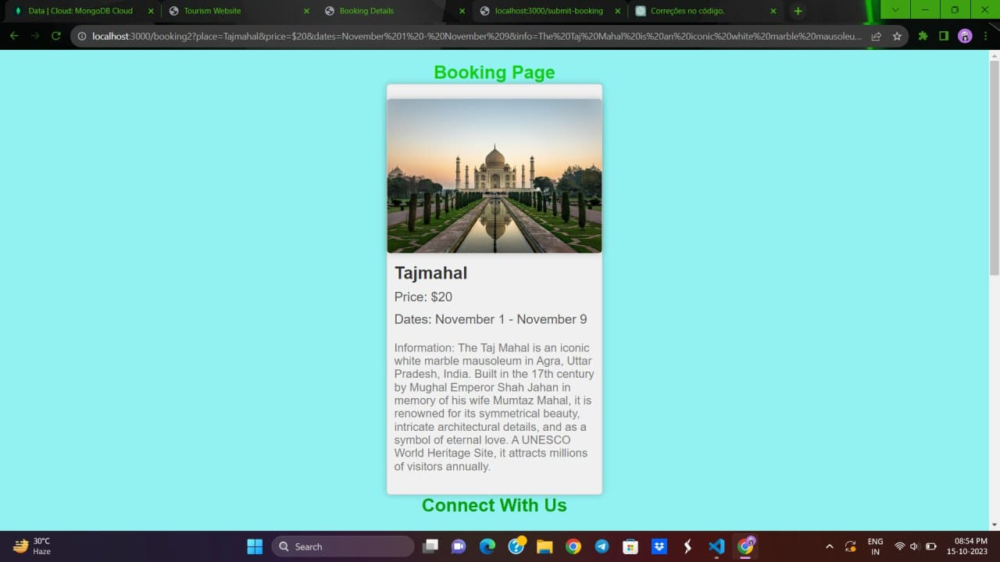 Data | Cloud: MongoDB Cloud
Tourism Website
Booking Details
localhost:3000/submit-booking
Correções no código.
localhost:3000/booking2?place=Tajmahal&price=$20&dates=November%201%20-%20November%209&info=The%20Taj%20Mahal%20is%20an%20iconic%20white%20marble%20mausoleu...
Booking Page
Tajmahal
Price: $20
Dates: November 1 - November 9
Information: The Taj Mahal is an iconic
white marble mausoleum in Agra, Uttar
Pradesh, India. Built in the 17th century
by Mughal Emperor Shah Jahan in
memory of his wife Mumtaz Mahal, it is
renowned for its symmetrical beauty,
intricate architectural details, and as a
symbol of eternal love. A UNESCO
World Heritage Site, it attracts millions
of visitors annually.
Connect With Us
30°C
Haze
Search
ENG
IN
08:54 PM
15-10-2023